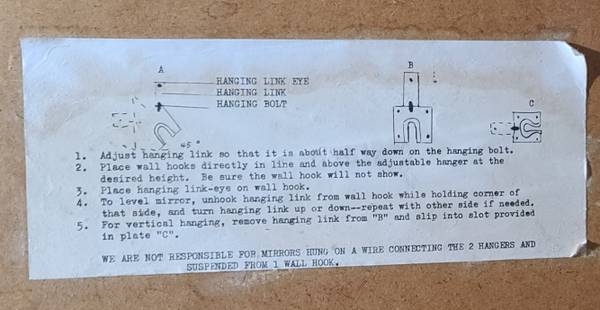 A
B
HANGING LINK EYE
HANGING LINK
HANGING BOLT
C
45°
1. Adjust hanging link so that it is about half way down on the hanging bolt.
2. Place wall hooks directly in line and above the adjustable hanger at the
desired height. Be sure the wall hook will not show.
3. Place hanging link-eye on wall hook.
4. To level mirror, unhook hanging link from wall hook while holding corner of
that side, and turn hanging link up or down--repeat with other side if needed.
5. For vertical hanging, remove hanging link from "B" and slip into slot provided
in plate "C".
WE ARE NOT RESPONSIBLE FOR MIRRORS HUNG ON A WIRE CONNECTING THE 2 HANGERS AND
SUSPENDED FROM 1 WALL HOOK.